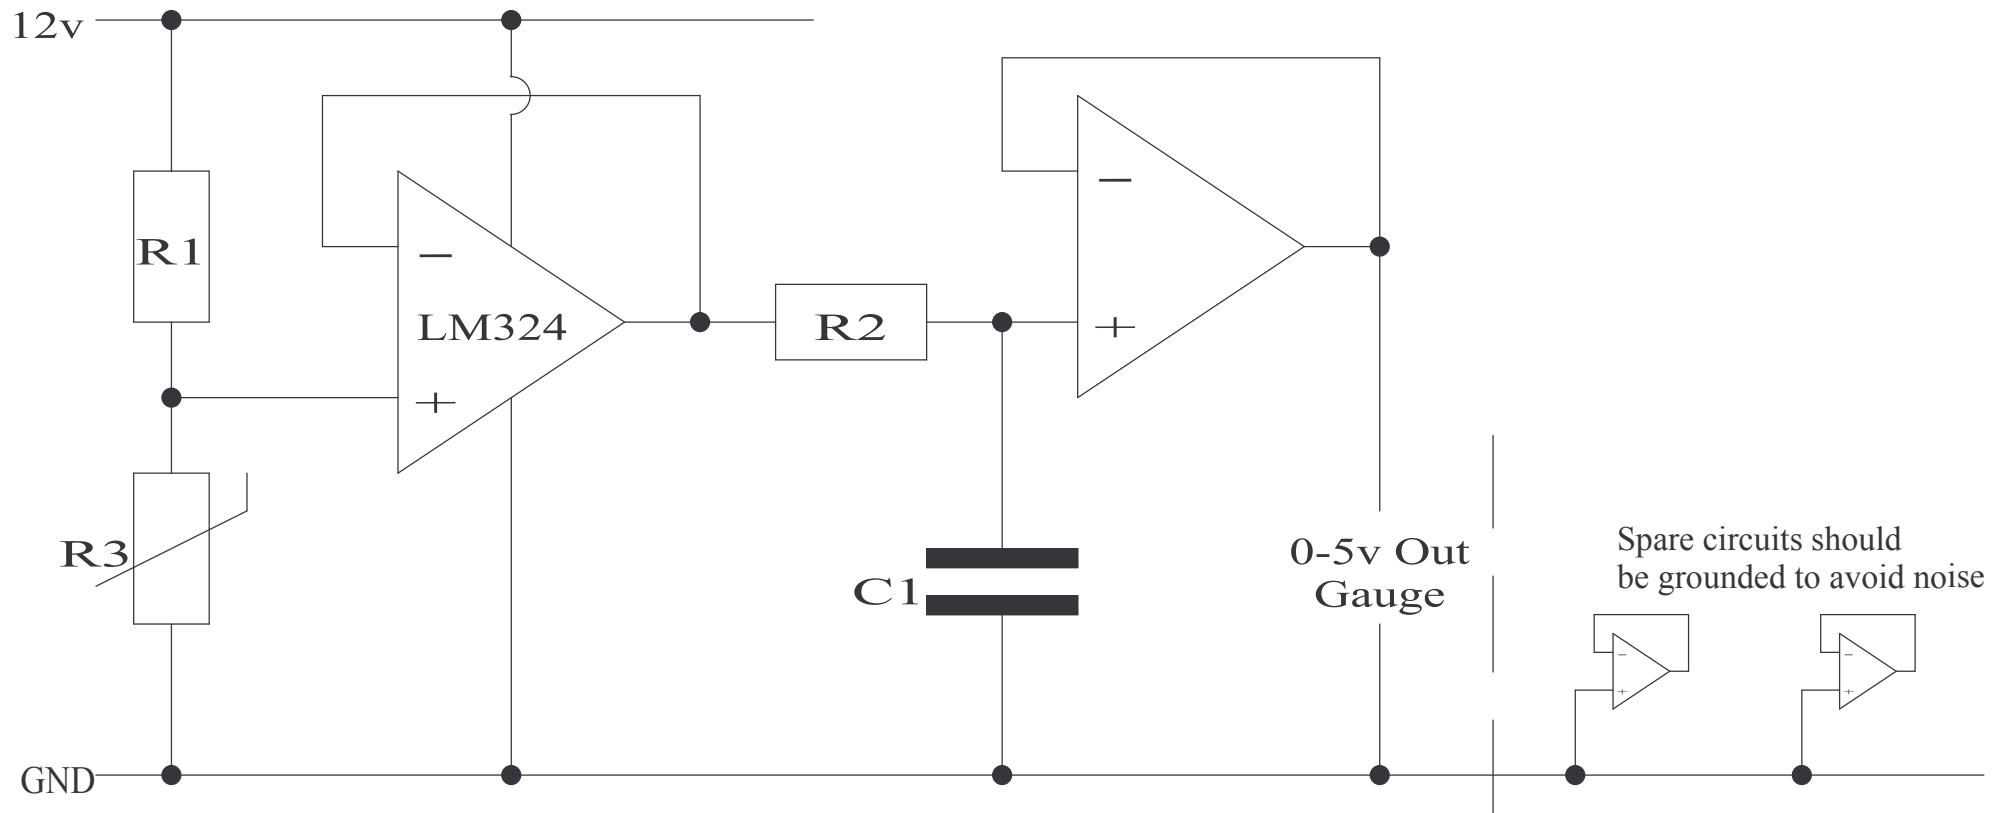 12v
R1
LM324
R2
R3
C1
0-5v Out
Gauge
Spare circuits should
be grounded to avoid noise
GND